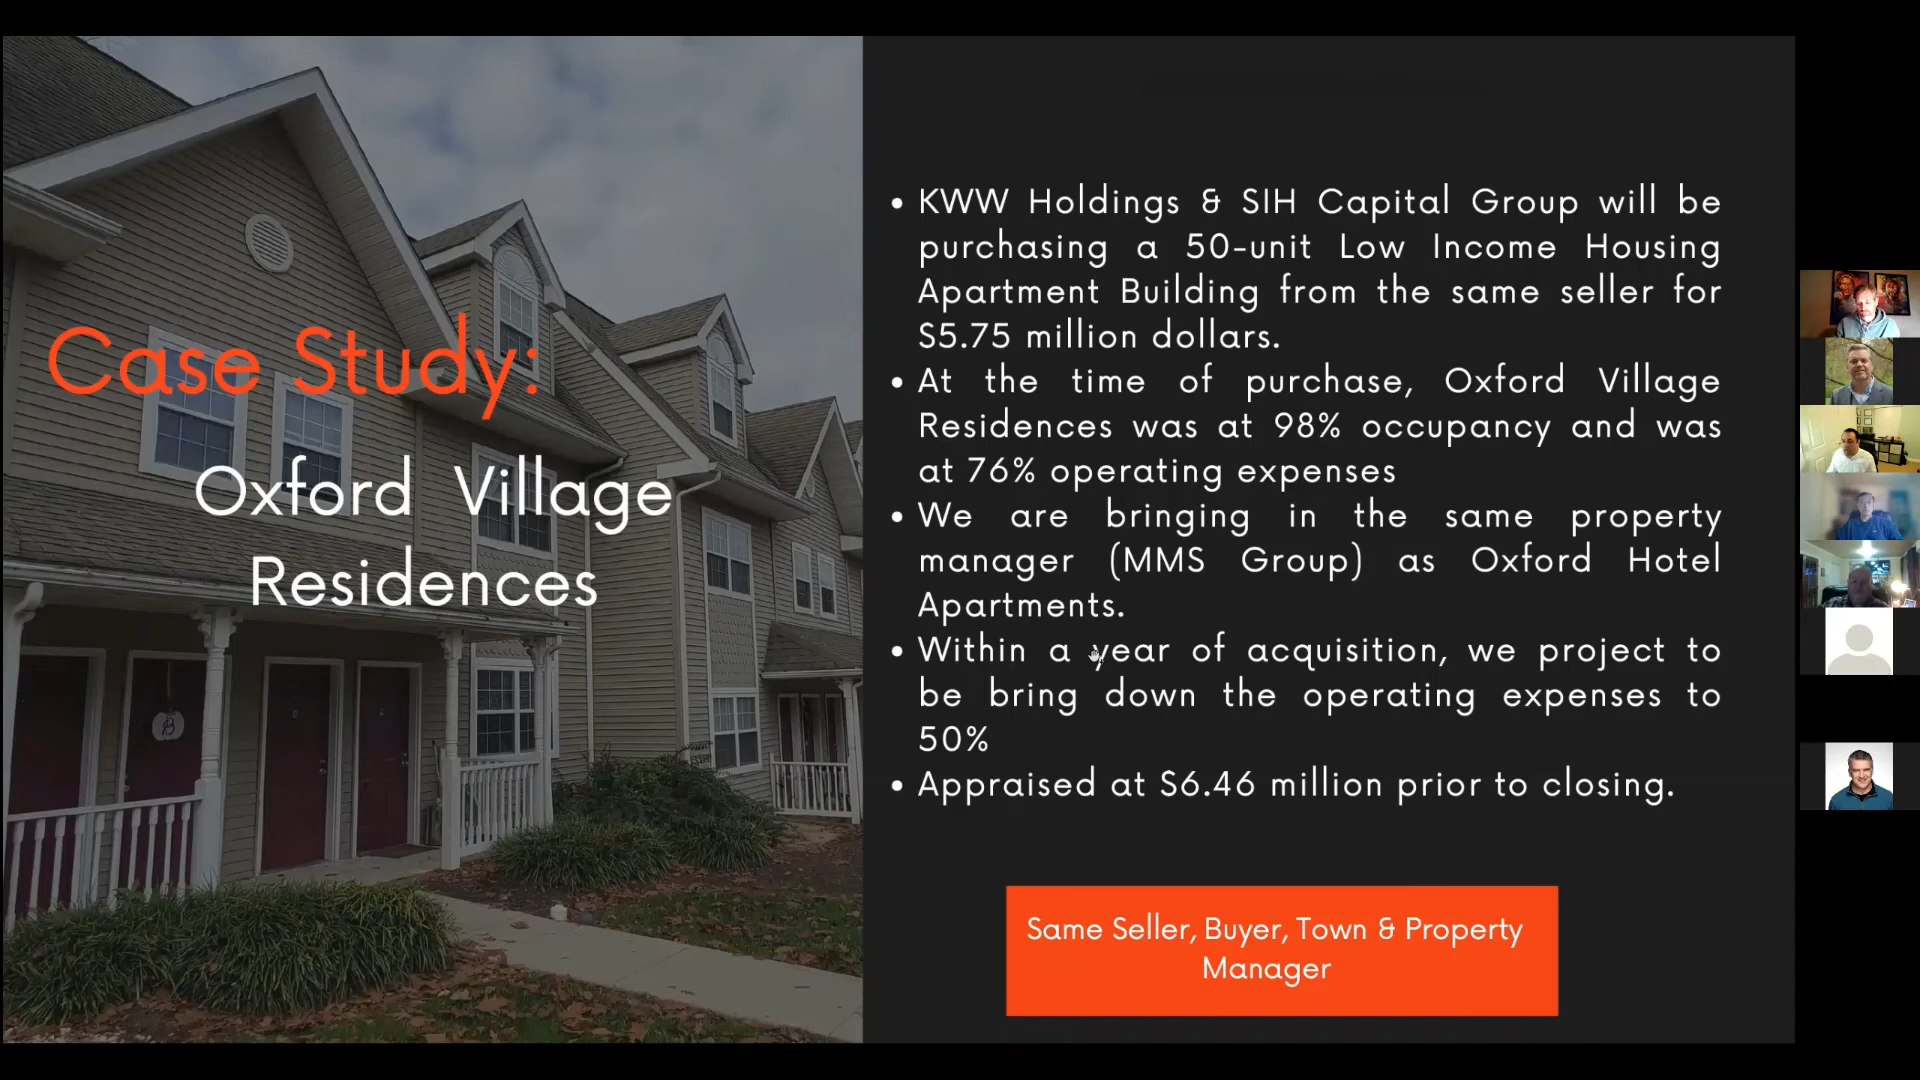 Case Study:
Oxford Village
Residences
• KWW Holdings & SIH Capital Group will be
purchasing a 50-unit Low Income Housing
Apartment Building from the same seller for
$5.75 million dollars.
• At the time of purchase, Oxford Village
Residences was at 98% occupancy and was
at 76% operating expenses
• We are bringing in the same property
manager (MMS Group) as Oxford Hotel
Apartments.
• Within a year of acquisition, we project to
be bring down the operating expenses to
50%
• Appraised at $6.46 million prior to closing.
Same Seller, Buyer, Town & Property
Manager